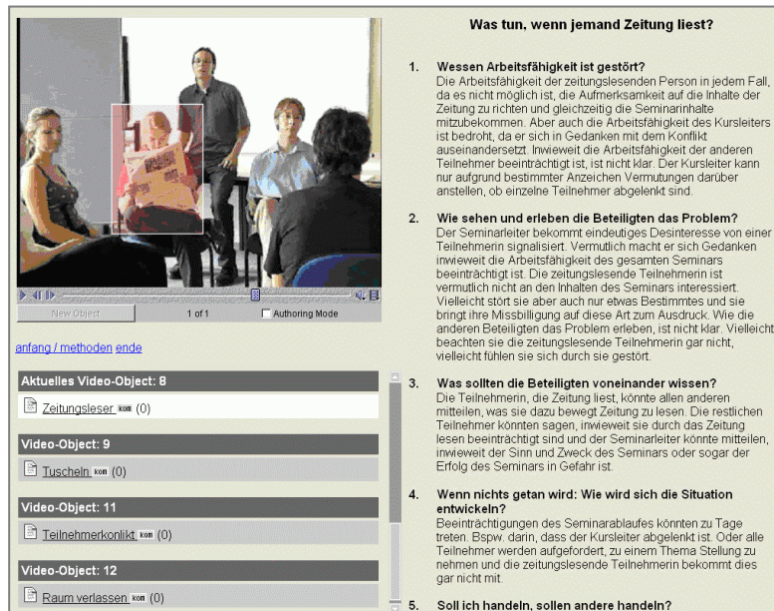 New Object
1 of 1
Authoring Mode
anfang / methoden ende
Aktuelles Video-Object: 8
Zeitungsleser kom (0)
Video-Object: 9
Tuscheln kom (0)
Video-Object: 11
Teilnehmerkonlikt kom (0)
Video-Object: 12
Raum verlassen kom (0)
Was tun, wenn jemand Zeitung liest?
1. Wessen Arbeitsfähigkeit ist gestört?
Die Arbeitsfähigkeit der zeitungslesenden Person in jedem Fall,
da es nicht möglich ist, die Aufmerksamkeit auf die Inhalte der
Zeitung zu richten und gleichzeitig die Seminarinhalte
mitzubekommen. Aber auch die Arbeitsfähigkeit des Kursleiters
ist bedroht, da er sich in Gedanken mit dem Konflikt
auseinandersetzt. Inwieweit die Arbeitsfähigkeit der anderen
Teilnehmer beeinträchtigt ist, ist nicht klar. Der Kursleiter kann
nur aufgrund bestimmter Anzeichen Vermutungen darüber
anstellen, ob einzelne Teilnehmer abgelenkt sind.
2. Wie sehen und erleben die Beteiligten das Problem?
Der Seminarleiter bekommt eindeutiges Desinteresse von einer
Teilnehmerin signalisiert. Vermutlich macht er sich Gedanken
inwieweit die Arbeitsfähigkeit des gesamten Seminars
beeinträchtigt ist. Die zeitungslesende Teilnehmerin ist
vermutlich nicht an den Inhalten des Seminars interessiert.
Vielleicht stört sie aber auch nur etwas Bestimmtes und sie
bringt ihre Missbilligung auf diese Art zum Ausdruck. Wie die
anderen Beteiligten das Problem erleben, ist nicht klar. Vielleicht
beachten sie die zeitungslesende Teilnehmerin gar nicht,
vielleicht fühlen sie sich durch sie gestört.
3. Was sollten die Beteiligten voneinander wissen?
Die Teilnehmerin, die Zeitung liest, könnte allen anderen
mitteilen, was sie dazu bewegt Zeitung zu lesen. Die restlichen
Teilnehmer könnten sagen, inwieweit sie durch das Zeitung
lesen beeinträchtigt sind und der Seminarleiter könnte mitteilen,
inwieweit der Sinn und Zweck des Seminars oder sogar der
Erfolg des Seminars in Gefahr ist.
4. Wenn nichts getan wird: Wie wird sich die Situation
entwickeln?
Beeinträchtigungen des Seminarablaufes könnten zu Tage
treten. Bspw. darin, dass der Kursleiter abgelenkt ist. Oder alle
Teilnehmer werden aufgefordert, zu einem Thema Stellung zu
nehmen und die zeitungslesende Teilnehmerin bekommt dies
gar nicht mit.
5. Soll ich handeln, sollen andere handeln?